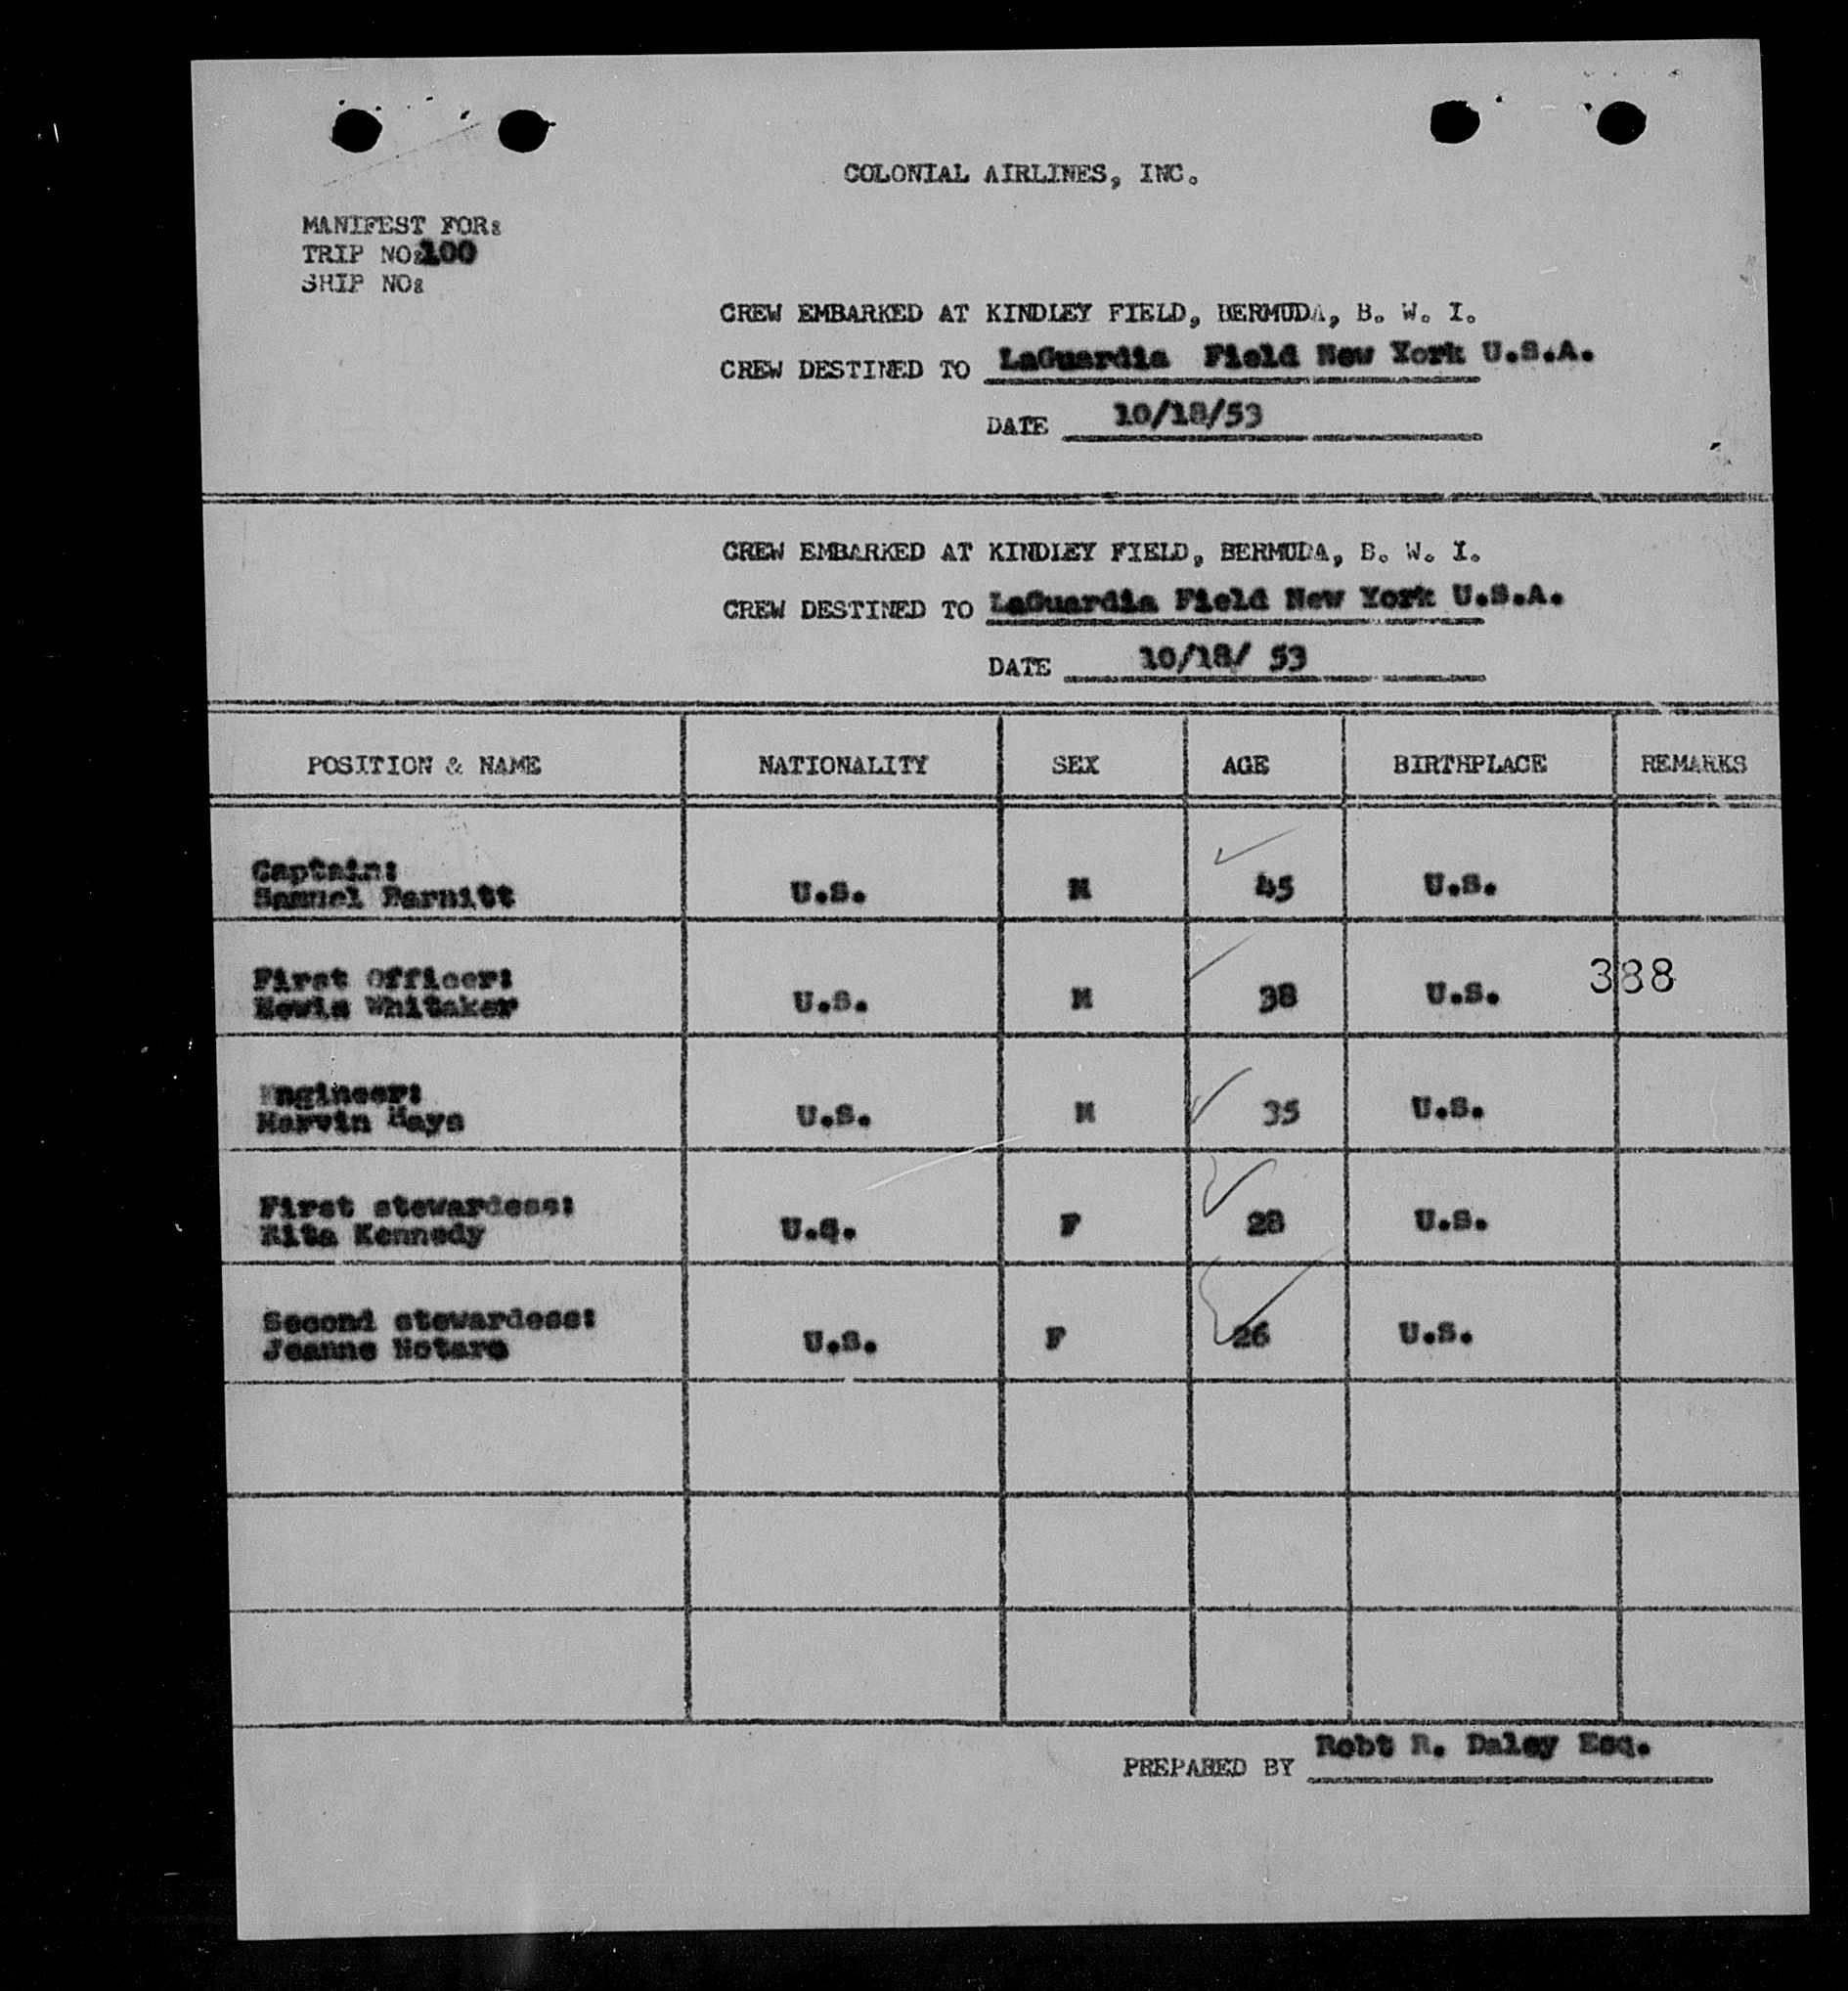 COLONIAL AIRLINES, INC.
MANIFEST FOR:
TRIP NO:100
SHIP NO:
CREW EMBARKED AT KINDLEY FIELD, BERMUDA, B. W. I.
CREW DESTINED TO LaGuardia Field New York U.S.A.
DATE 10/18/53
CREW EMBARKED AT KINDLEY FIELD, BERMUDA, B. W. I.
CREW DESTINED TO LaGuardia Field New York U.S.A.
DATE 10/18/ 53
POSITION & NAME NATIONALITY SEX AGE BIRTHPLACE REMARKS
Captain:
Samuel U.S. M 45 U.S.
First Officer:
Whitaker U.S. M 38 U.S. 388
Engineer:
Marvin Hays U.S. M 35 U.S.
First stewardess:
Rita Kennedy U.S. F 28 U.S.
Second stewardess:
Jeanne Notaro U.S. F 26 U.S.
PREPARED BY Robt R. Daley Esq.